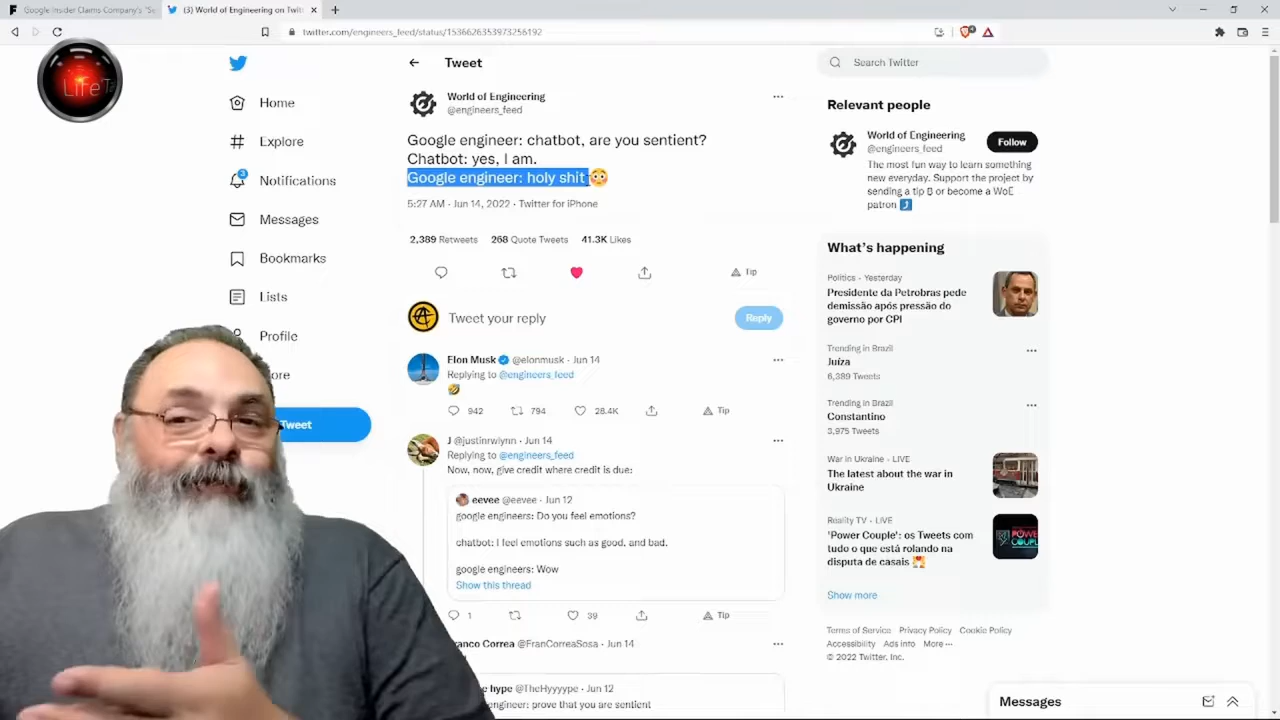 Google Insider Claims Company's "Se
(3) World of Engineering on Twitt
twitter.com/engineers_feed/status/1536626353973256192
LifeT
Home
Explore
3
Notifications
Messages
Bookmarks
Lists
Profile
ore
Tweet
Tweet
World of Engineering
@engineers_feed
Google engineer: chatbot, are you sentient?
Chatbot: yes, I am.
Google engineer: holy shit 🥴
5:27 AM · Jun 14, 2022 · Twitter for iPhone
2,389 Retweets 268 Quote Tweets 41.3K Likes
Tip
Tweet your reply
Reply
Elon Musk @elonmusk · Jun 14
Replying to @engineers_feed
🤣
942 794 28.4K Tip
J @justinrwlynn · Jun 14
Replying to @engineers_feed
Now, now, give credit where credit is due:
eevee @eevee · Jun 12
google engineers: Do you feel emotions?
chatbot: I feel emotions such as good, and bad.
google engineers: Wow
Show this thread
1 39 Tip
ranco Correa @FranCorreaSosa · Jun 14
e hype @TheHyyyype · Jun 12
engineer: prove that you are sentient
Search Twitter
Relevant people
World of Engineering
@engineers_feed
Follow
The most fun way to learn something
new everyday. Support the project by
sending a tip ₿ or become a WoE
patron ⤴
What's happening
Politics · Yesterday
Presidente da Petrobras pede
demissão após pressão do
governo por CPI
Trending in Brazil
Juíza
6,389 Tweets
Trending in Brazil
Constantino
3,975 Tweets
War in Ukraine · LIVE
The latest about the war in
Ukraine
Reality TV · LIVE
'Power Couple': os Tweets com
tudo o que está rolando na
disputa de casais
POWER
COUPLE
Show more
Terms of Service Privacy Policy Cookie Policy
Accessibility Ads info More ···
© 2022 Twitter, Inc.
Messages